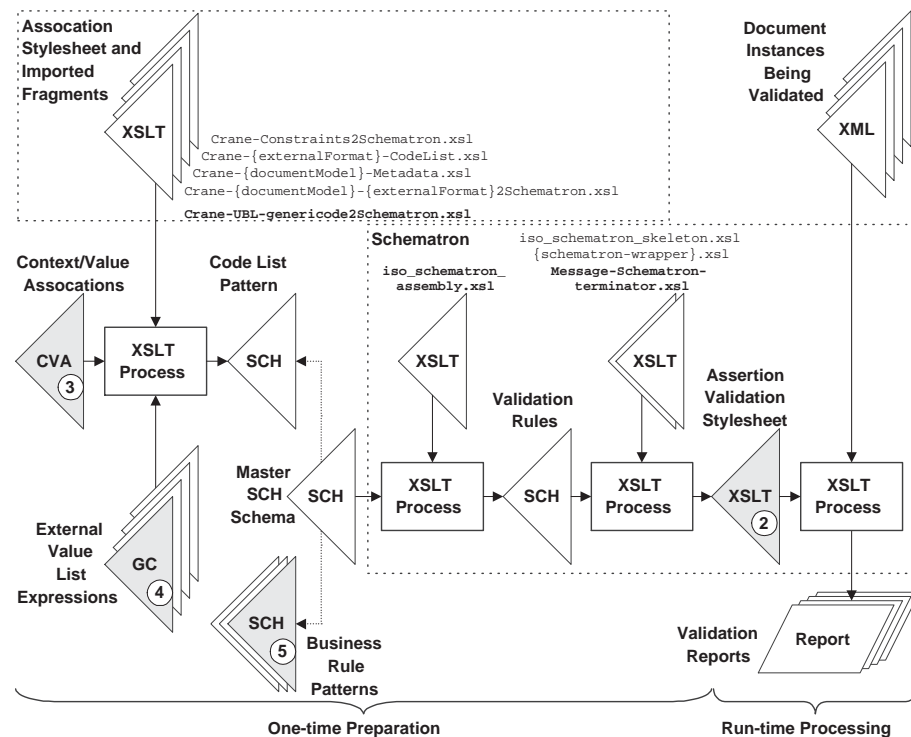 Assocation
Stylesheet and
Imported
Fragments
XSLT
Crane-Constraints2Schematron.xsl
Crane-{externalFormat}-CodeList.xsl
Crane-{documentModel}-Metadata.xsl
Crane-{documentModel}-{externalFormat}2Schematron.xsl
Crane-UBL-genericode2Schematron.xsl
Document
Instances
Being
Validated
XML
Schematron
iso_schematron_skeleton.xsl
{schematron-wrapper}.xsl
Message-Schematron-
terminator.xsl
iso_schematron_
assembly.xsl
Context/Value
Assocations
Code List
Pattern
CVA
3
XSLT
Process
SCH
XSLT
XSLT
Validation
Rules
Assertion
Validation
Stylesheet
Master
SCH
Schema
SCH
XSLT
Process
SCH
XSLT
Process
XSLT
2
XSLT
Process
External
Value
List
Expressions
GC
4
SCH
5
Business
Rule
Patterns
Validation
Reports
Report
One-time Preparation
Run-time Processing